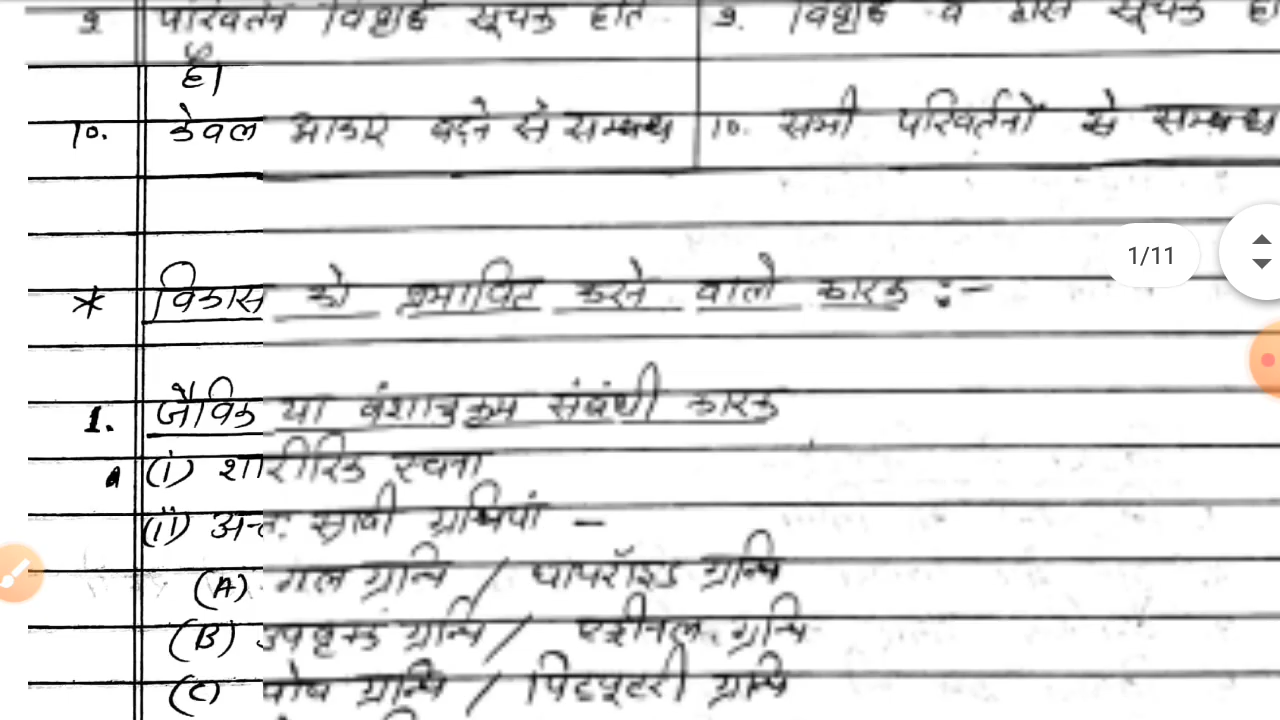 9 परिवर्तन विशेष सूचक होते 9. विशेष व ह्रास सूचक
है।
10. केवल आकार बढ़ने से सम्बन्ध 10. सभी परिवर्तनों से सम्बन्ध
1/11
* विकास को प्रभावित करने वाले कारक :-
1. जैविक या वंशानुक्रम संबंधी कारक
(i) शारीरिक रचना
(ii) अन्तः स्रावी ग्रन्थियां -
(A) गल ग्रन्थि / थायरॉइड ग्रन्थि
(B) उपवृक्क ग्रन्थि / एड्रीनल ग्रन्थि
(C) पोष ग्रन्थि / पिट्यूटरी ग्रन्थि